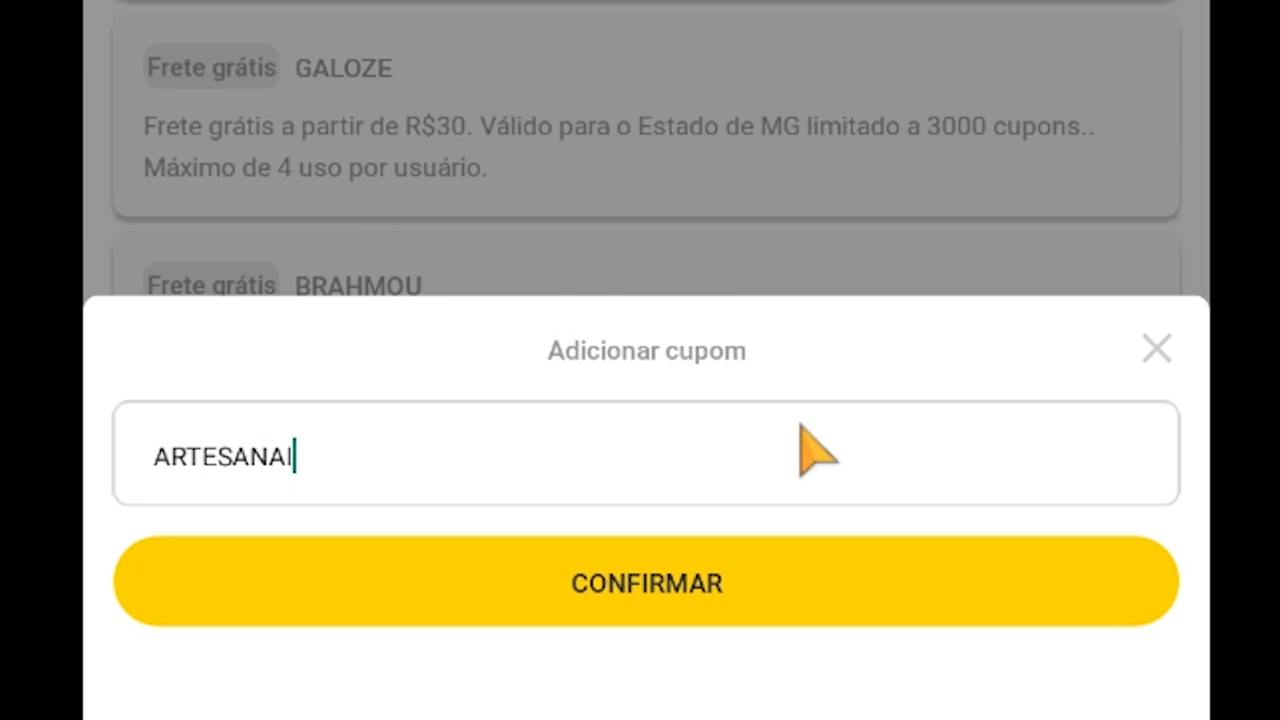 Frete grátis GALOZE
Frete grátis a partir de R$30. Válido para o Estado de MG limitado a 3000 cupons..
Máximo de 4 uso por usuário.
Frete grátis BRAHMOU
Adicionar cupom
ARTESANAI
CONFIRMAR